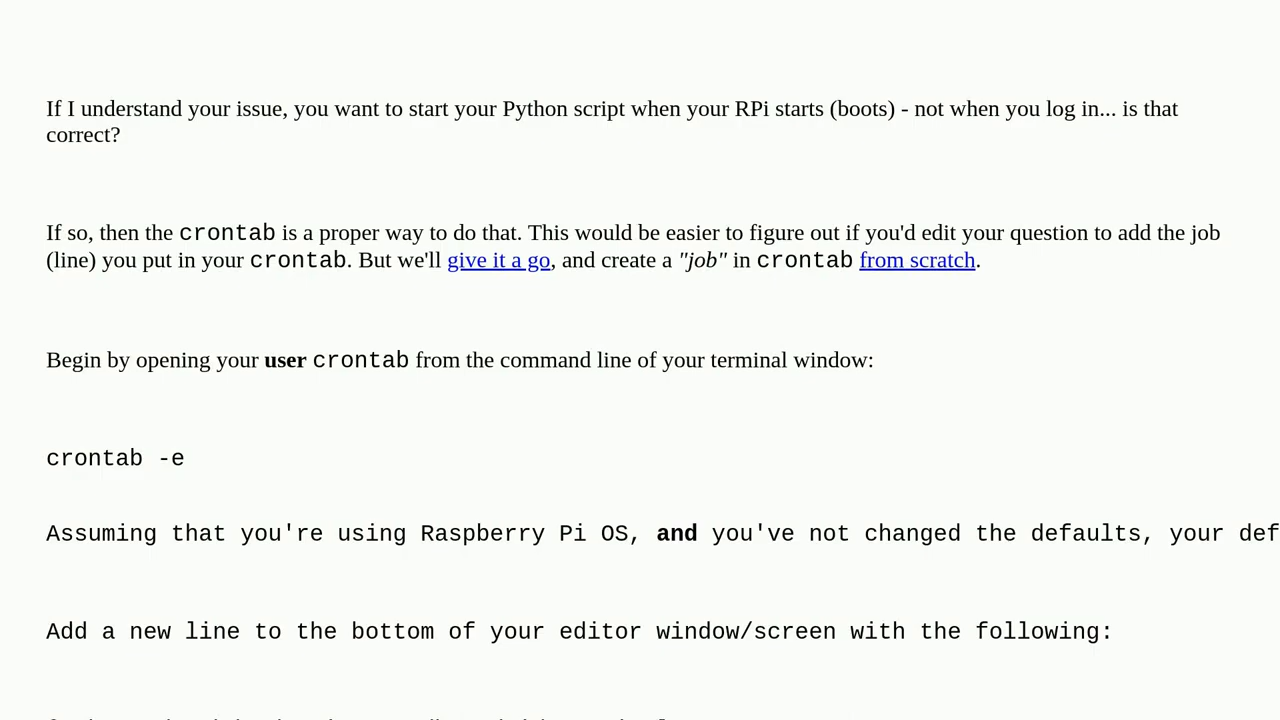 If I understand your issue, you want to start your Python script when your RPi starts (boots) - not when you log in... is that
correct?
If so, then the crontab is a proper way to do that. This would be easier to figure out if you'd edit your question to add the job
(line) you put in your crontab. But we'll give it a go, and create a "job" in crontab from scratch.
Begin by opening your user crontab from the command line of your terminal window:
crontab -e
Assuming that you're using Raspberry Pi OS, and you've not changed the defaults, your def
Add a new line to the bottom of your editor window/screen with the following: